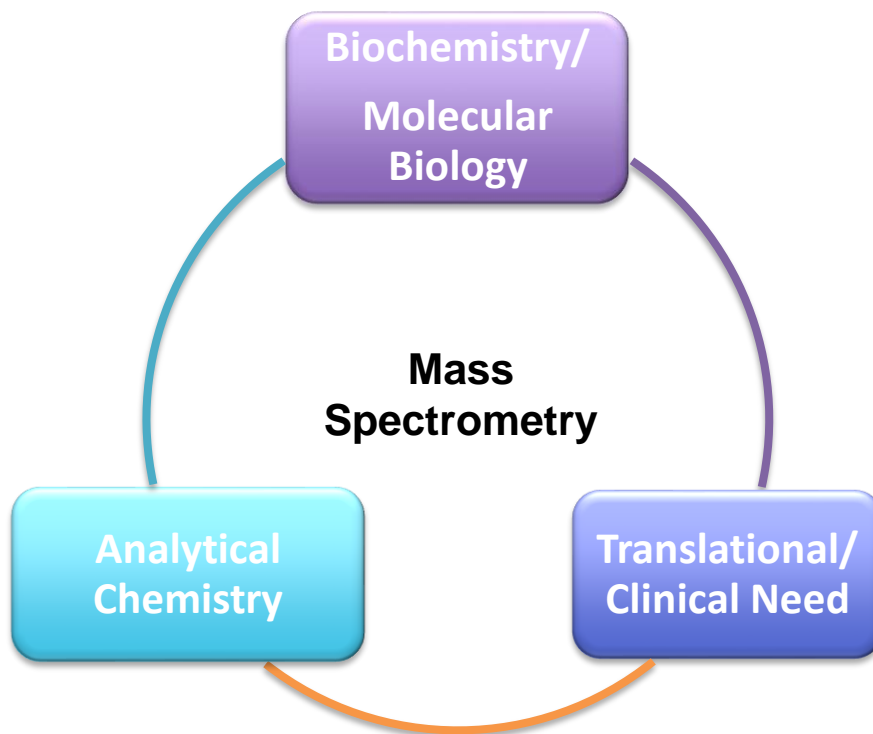 Biochemistry/
Molecular
Biology
Mass
Spectrometry
Analytical
Chemistry
Translational/
Clinical Need